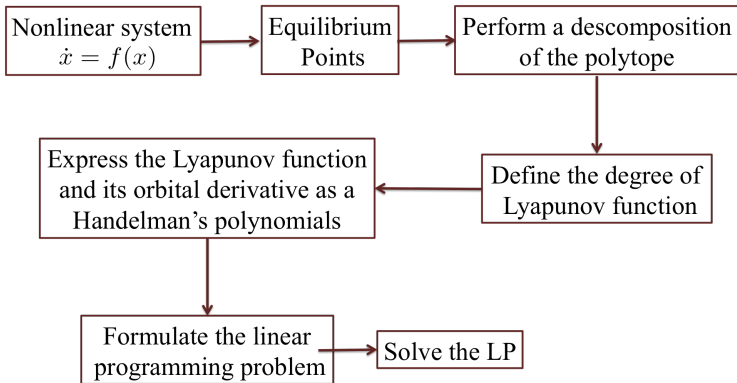 Nonlinear system
ẋ = f(x)
Equilibrium
Points
Perform a descomposition
of the polytope
Define the degree of
Lyapunov function
Express the Lyapunov function
and its orbital derivative as a
Handelman's polynomials
Formulate the linear
programming problem
Solve the LP